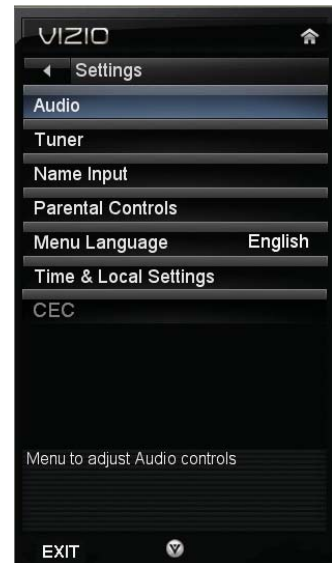 VIZIO
Settings
Audio
Tuner
Name Input
Parental Controls
Menu Language English
Time & Local Settings
CEC
Menu to adjust Audio controls
EXIT